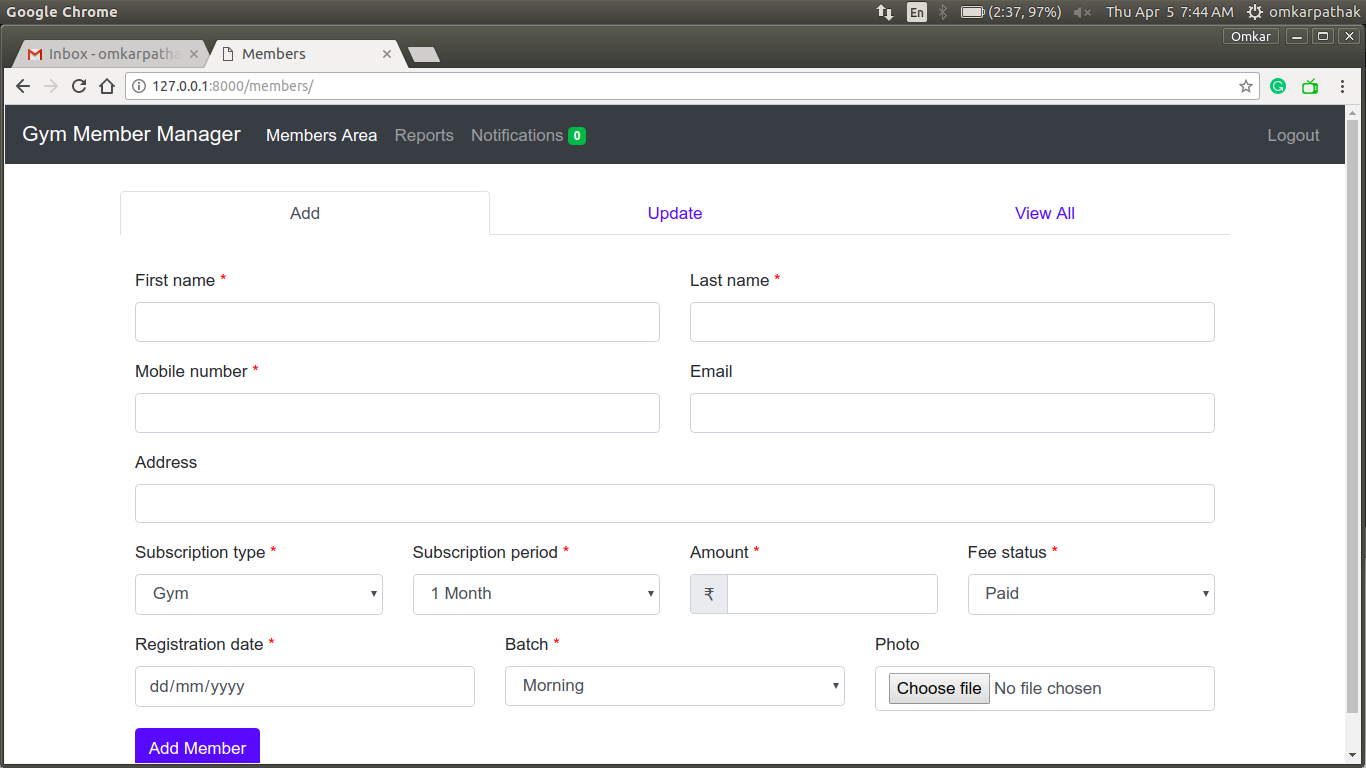 Google Chrome En (2:37, 97%) Thu Apr 5 7:44 AM omkarpathak
Omkar
Inbox - omkarpatha Members
127.0.0.1:8000/members/
Gym Member Manager Members Area Reports Notifications 0 Logout
Add Update View All
First name * Last name *
Mobile number * Email
Address
Subscription type * Subscription period * Amount * Fee status *
Gym 1 Month ₹ Paid
Registration date * Batch * Photo
dd/mm/yyyy Morning Choose file No file chosen
Add Member